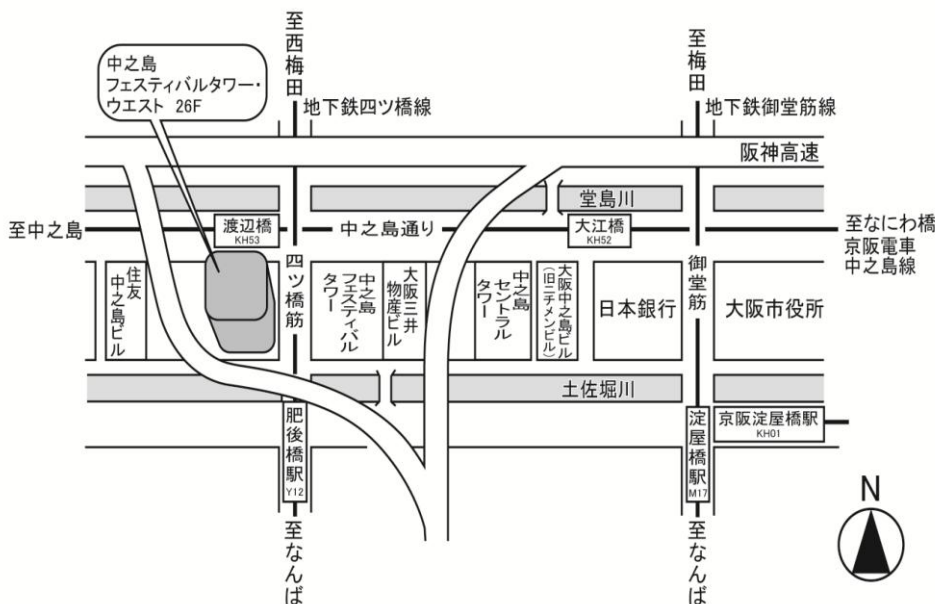 中之島
フェスティバルタワー・
ウエスト 26F
至西梅田
地下鉄四ツ橋線
至梅田
地下鉄御堂筋線
阪神高速
堂島川
至中之島
渡辺橋
KH53
中之島通り
大江橋
KH52
至なにわ橋
京阪電車
中之島線
住友
中之島ビル
四ツ橋筋
中之島
フェスティバル
タワー
大阪三井
物産ビル
中之島
セントラル
タワー
大阪中之島ビル
(旧ニチメンビル)
日本銀行
御堂筋
大阪市役所
土佐堀川
肥後橋駅
Y12
淀屋橋駅
M17
京阪淀屋橋駅
KH01
至なんば
至なんば
N